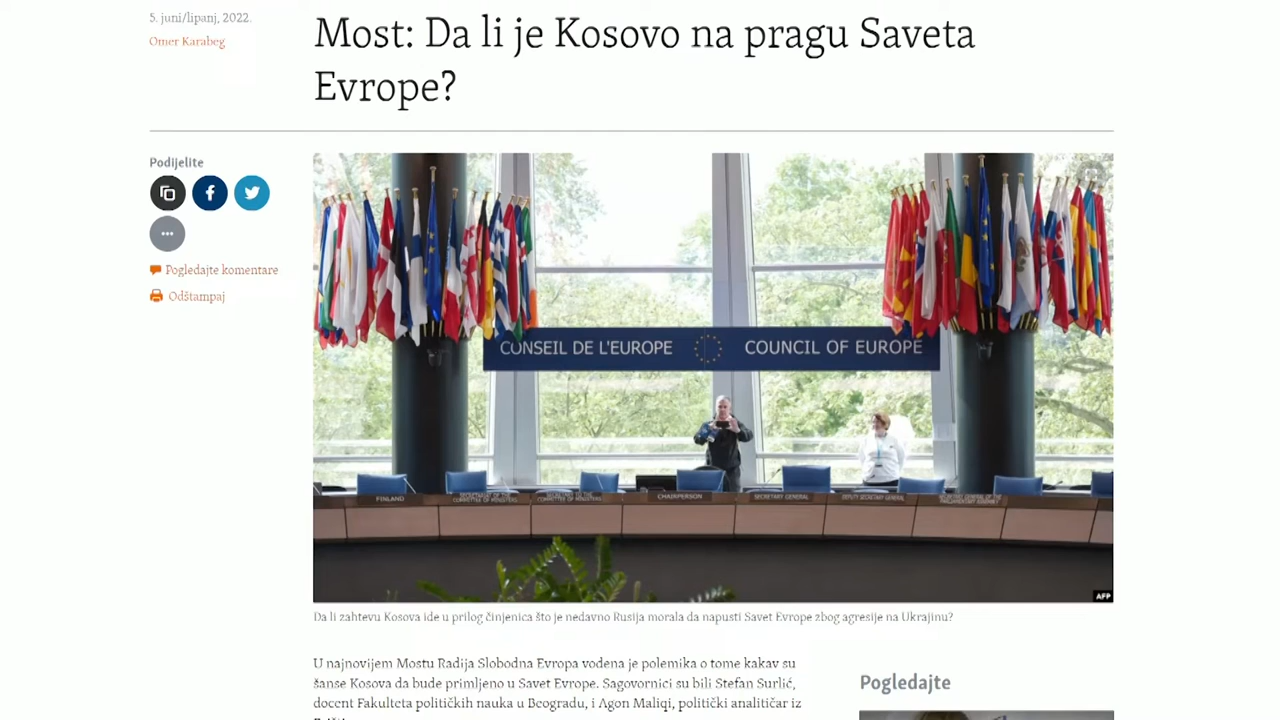 5. juni/lipanj, 2022.
Omer Karabeg
Most: Da li je Kosovo na pragu Saveta
Evrope?
Podijelite
Pogledajte komentare
Odštampaj
CONSEIL DE L'EUROPE COUNCIL OF EUROPE
FINLAND
CHAIRPERSON
SECRETARY GENERAL
DEPUTY SECRETARY GENERAL
AFP
Da li zahtevu Kosova ide u prilog činjenica što je nedavno Rusija morala da napusti Savet Evrope zbog agresije na Ukrajinu?
U najnovijem Mostu Radija Slobodna Evropa vođena je polemika o tome kakav su
šanse Kosova da bude primljeno u Savet Evrope. Sagovornici su bili Stefan Surlić,
docent Fakulteta političkih nauka u Beogradu, i Agon Maliqi, politički analitičar iz
Pogledajte